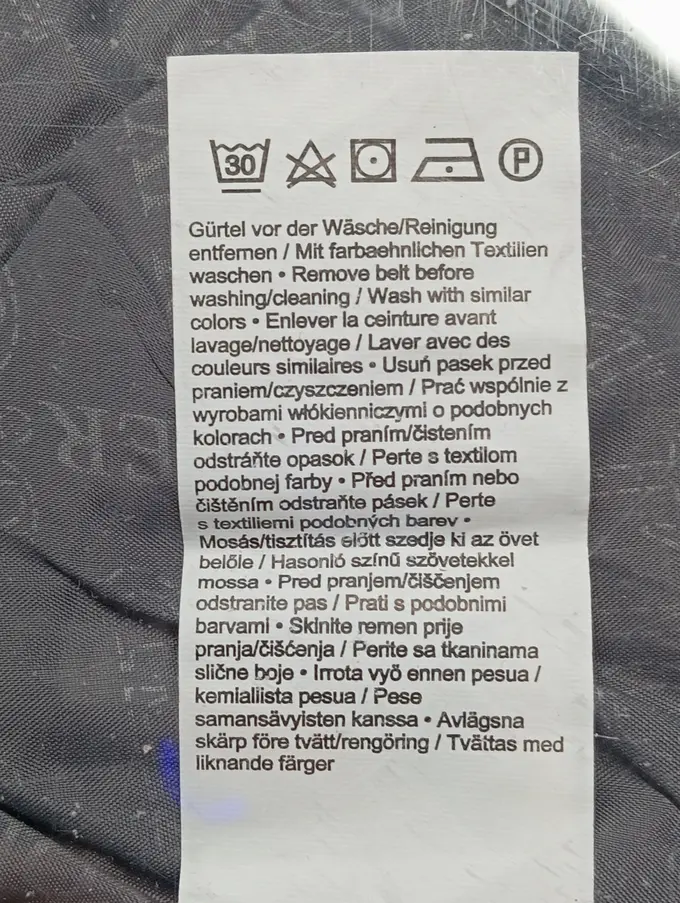 30
P
Gürtel vor der Wäsche/Reinigung
entfernen / Mit farbaehnlichen Textilien
waschen • Remove belt before
washing/cleaning / Wash with similar
colors • Enlever la ceinture avant
lavage/nettoyage / Laver avec des
couleurs similaires • Usuń pasek przed
praniem/czyszczeniem / Prać wspólnie z
wyrobami włókienniczymi o podobnych
kolorach • Pred praním/čistením
odstráňte opasok / Perte s textilom
podobnej farby • Před praním nebo
čištěním odstraňte pásek / Perte
s textiliemi podobných barev •
Mosás/tisztítás előtt szedje ki az övet
belőle / Hasonló színű szövetekkel
mossa • Pred pranjem/čiščenjem
odstranite pas / Prati s podobnimi
barvami • Skinite remen prije
pranja/čišćenja / Perite sa tkaninama
slične boje • Irrota vyö ennen pesua /
kemiallista pesua / Pese
samansävyisten kanssa • Avlägsna
skärp före tvätt/rengöring / Tvättas med
liknande färger